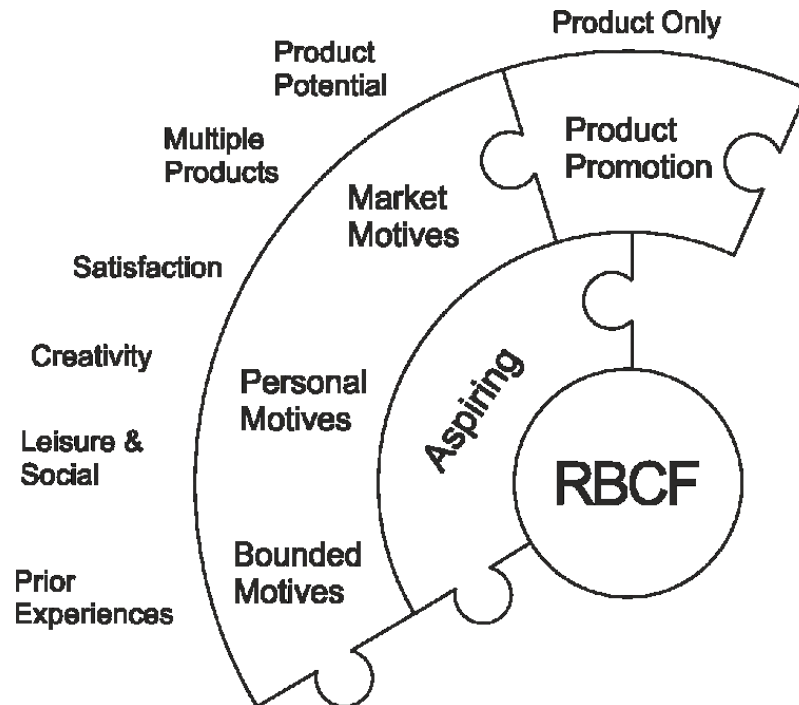 Product Only
Product
Potential
Product
Promotion
Multiple
Products
Market
Motives
Satisfaction
Creativity
Personal
Motives
Aspiring
Leisure &
Social
RBCF
Bounded
Motives
Prior
Experiences